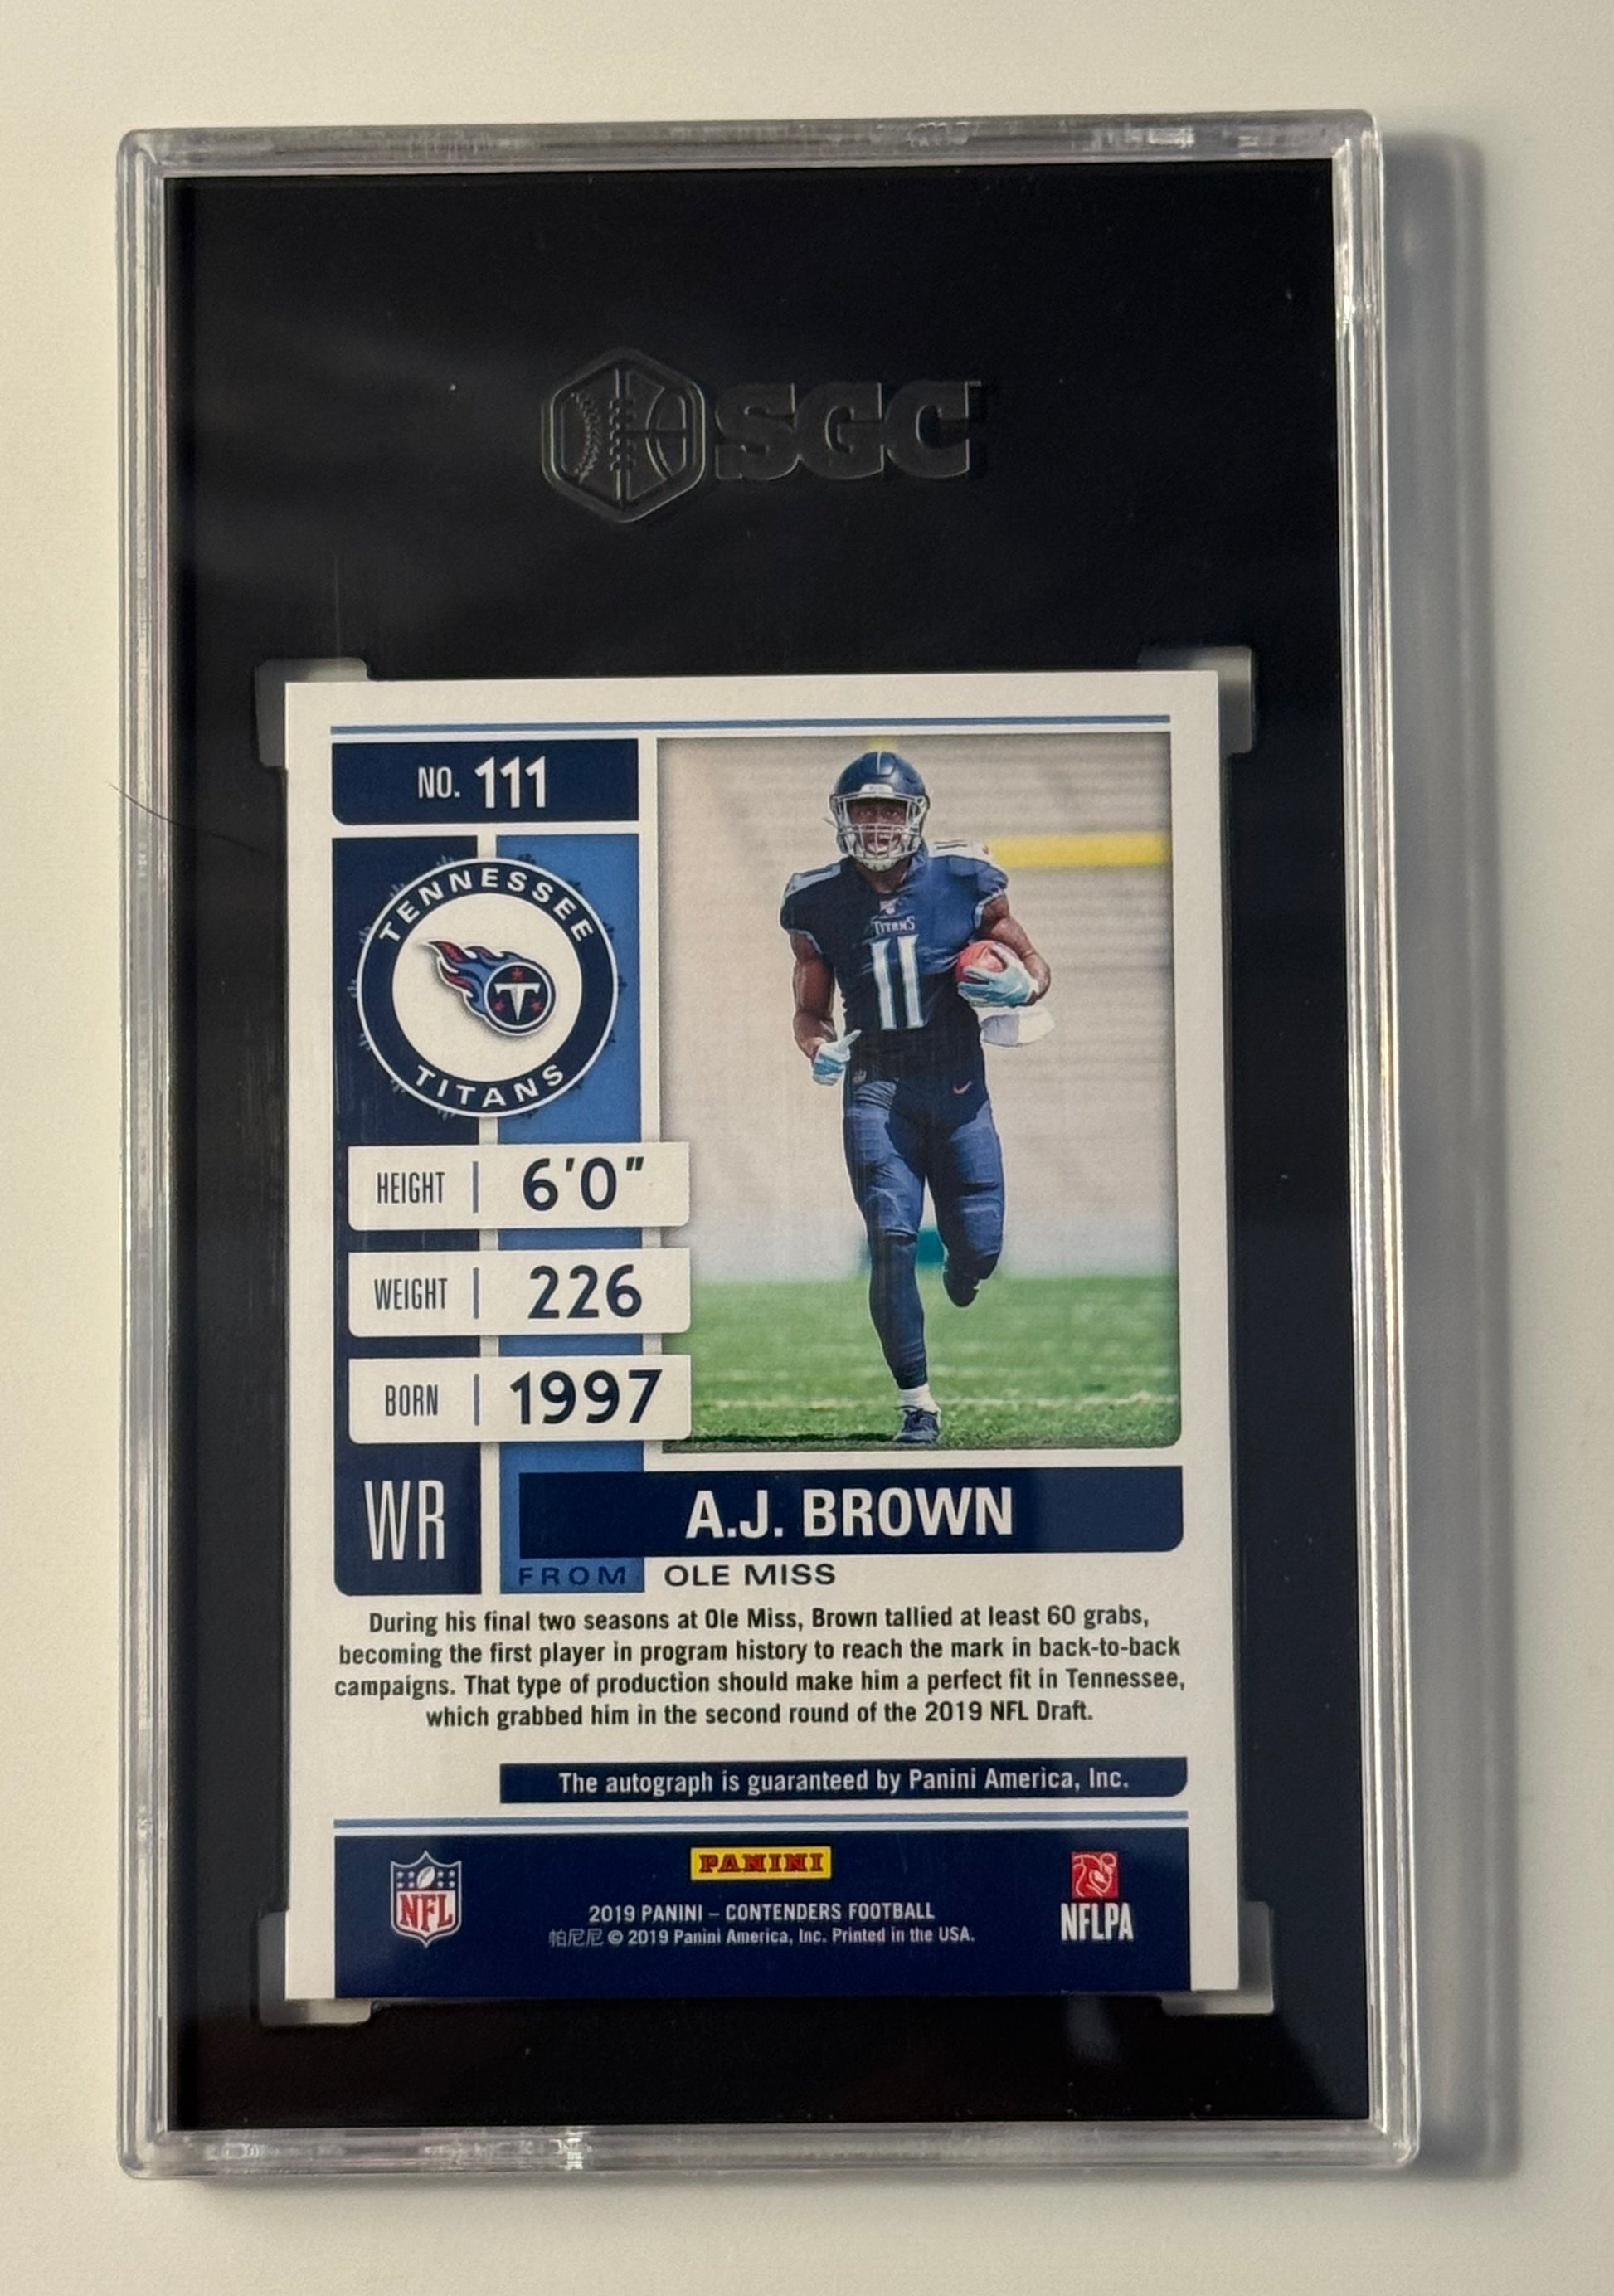 SGC
NO. 111
TENNESSEE
TITANS
T
TITANS
11
11
HEIGHT | 6'0"
WEIGHT | 226
BORN | 1997
WR
A.J. BROWN
FROM OLE MISS
During his final two seasons at Ole Miss, Brown tallied at least 60 grabs,
becoming the first player in program history to reach the mark in back-to-back
campaigns. That type of production should make him a perfect fit in Tennessee,
which grabbed him in the second round of the 2019 NFL Draft.
The autograph is guaranteed by Panini America, Inc.
NFL
PANINI
2019 PANINI – CONTENDERS FOOTBALL
帕尼尼 © 2019 Panini America, Inc. Printed in the USA.
NFLPA